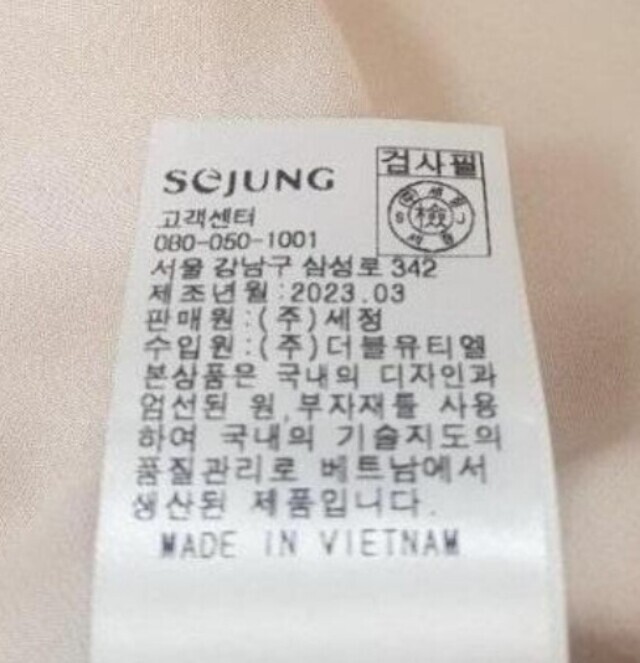 SeJUNG
검사필
고객센터
080-050-1001
檢
S J
서울 강남구 삼성로 342
제조년월:2023.03
판매원:(주)세정
수입원:(주)더블유티엘
본상품은 국내의 디자인과
엄선된 원,부자재를 사용
하여 국내의 기술지도의
품질관리로 베트남에서
생산된 제품입니다.
MADE IN VIETNAM